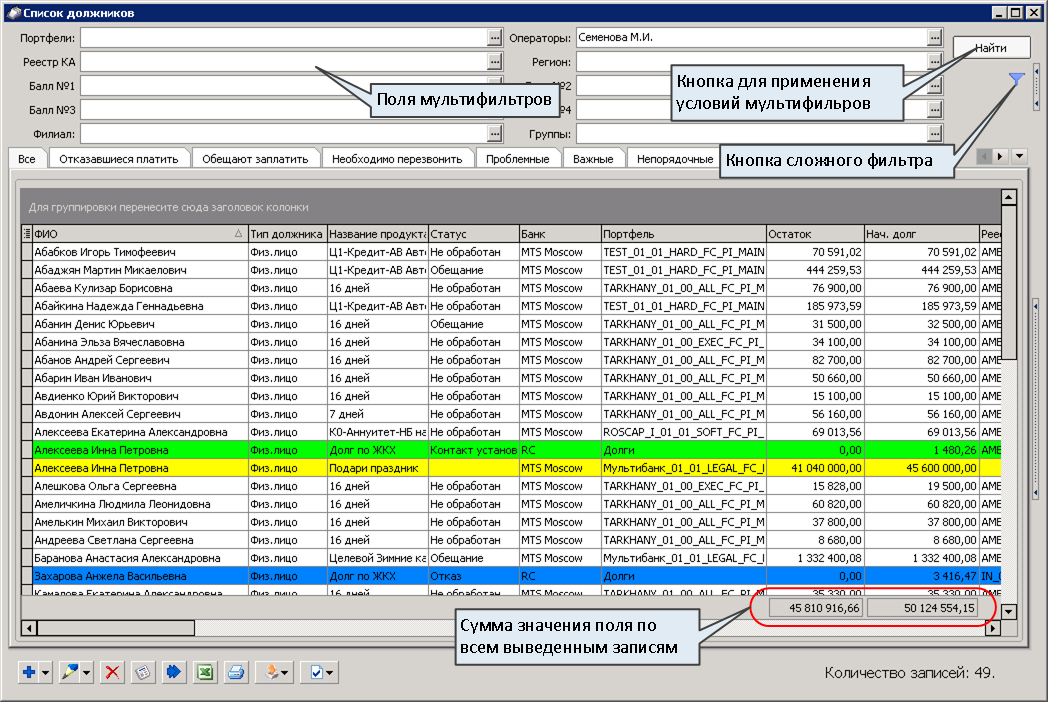 Список должников
Портфели: ... Операторы: Семенова М.И. ... Найти
Реестр КА ... Регион: ...
Балл №1 №2 ...
Балл №3 №4 ...
Филиал: ... Группы: ...
Поля мультифильтров
Кнопка для применения
условий мультифильров
Кнопка сложного фильтра
Все Отказавшиеся платить Обещают заплатить Необходимо перезвонить Проблемные Важные Непорядочные
Для группировки перенесите сюда заголовок колонки
ФИО Тип должника Название продукта Статус Банк Портфель Остаток Нач. долг Рее
Абабков Игорь Тимофеевич Физ.лицо Ц1-Кредит-АВ Авт Не обработан MTS Moscow TEST_01_01_HARD_FC_PI_MAIN 70 591,02 70 591,02 AME
Абаджян Мартин Микаелович Физ.лицо Ц1-Кредит-АВ Авт Обещание MTS Moscow TEST_01_01_HARD_FC_PI_MAIN 444 259,53 444 259,53 AME
Абаева Кулизар Борисовна Физ.лицо 16 дней Не обработан MTS Moscow TARKHANY_01_00_ALL_FC_PI_M 76 900,00 76 900,00 AME
Абайкина Надежда Геннадьевна Физ.лицо Ц1-Кредит-АВ Авт Не обработан MTS Moscow TEST_01_01_HARD_FC_PI_MAIN 185 973,59 185 973,59 AME
Абанин Денис Юрьевич Физ.лицо 16 дней Обещание MTS Moscow TARKHANY_01_00_ALL_FC_PI_M 31 500,00 32 500,00 AME
Абанина Эльза Вячеславовна Физ.лицо 16 дней Не обработан MTS Moscow TARKHANY_01_00_EXEC_FC_PI_ 34 100,00 34 100,00 AME
Абанов Андрей Сергеевич Физ.лицо 16 дней Не обработан MTS Moscow TARKHANY_01_00_ALL_FC_PI_M 82 700,00 82 700,00 AME
Абарин Иван Иванович Физ.лицо 16 дней Не обработан MTS Moscow TARKHANY_01_00_ALL_FC_PI_M 50 660,00 50 660,00 AME
Авдиенко Юрий Викторович Физ.лицо 16 дней Не обработан MTS Moscow TARKHANY_01_00_ALL_FC_PI_M 15 100,00 15 100,00 AME
Авдонин Алексей Сергеевич Физ.лицо 7 дней Не обработан MTS Moscow TARKHANY_01_00_ALL_FC_PI_M 56 160,00 56 160,00 AME
Алексеева Екатерина Александровна Физ.лицо К0-Аннуитет-НБ на Не обработан MTS Moscow ROSCAP_I_01_01_SOFT_FC_PI_ 69 013,56 69 013,56 AME
Алексеева Инна Петровна Физ.лицо Долг по ЖКХ Контакт установ RC Долги 0,00 1 480,26 AME
Алексеева Инна Петровна Физ.лицо Подари праздник MTS Moscow Мультибанк_01_01_LEGAL_FC_I 41 040 000,00 45 600 000,00
Алешкова Ольга Сергеевна Физ.лицо 16 дней Не обработан MTS Moscow TARKHANY_01_00_EXEC_FC_PI_ 15 828,00 19 500,00 AME
Амеличкина Людмила Леонидовна Физ.лицо 16 дней Не обработан MTS Moscow TARKHANY_01_00_ALL_FC_PI_M 60 820,00 60 820,00 AME
Амелькин Михаил Викторович Физ.лицо 16 дней Не обработан MTS Moscow TARKHANY_01_00_ALL_FC_PI_M 37 800,00 37 800,00 AME
Андреева Светлана Сергеевна Физ.лицо 16 дней Не обработан MTS Moscow TARKHANY_01_00_ALL_FC_PI_M 8 680,00 8 680,00 AME
Баранова Анастасия Александровна Физ.лицо Целевой Зимние ка Обещание MTS Moscow Мультибанк_01_01_LEGAL_FC_I 1 332 400,08 1 332 400,08 AME
Захарова Анжела Васильевна Физ.лицо Долг по ЖКХ Отказ RC Долги 0,00 3 416,47 IN_C
Камалова Екатерина Александровна Физ.лицо 16 дней Не обработан MTS Moscow TARKHANY_01_00_ALL_FC_PI_M 35 330,00 35 330,00 AME
45 810 916,66 50 124 554,15
Сумма значения поля по
всем выведенным записям
Количество записей: 49.